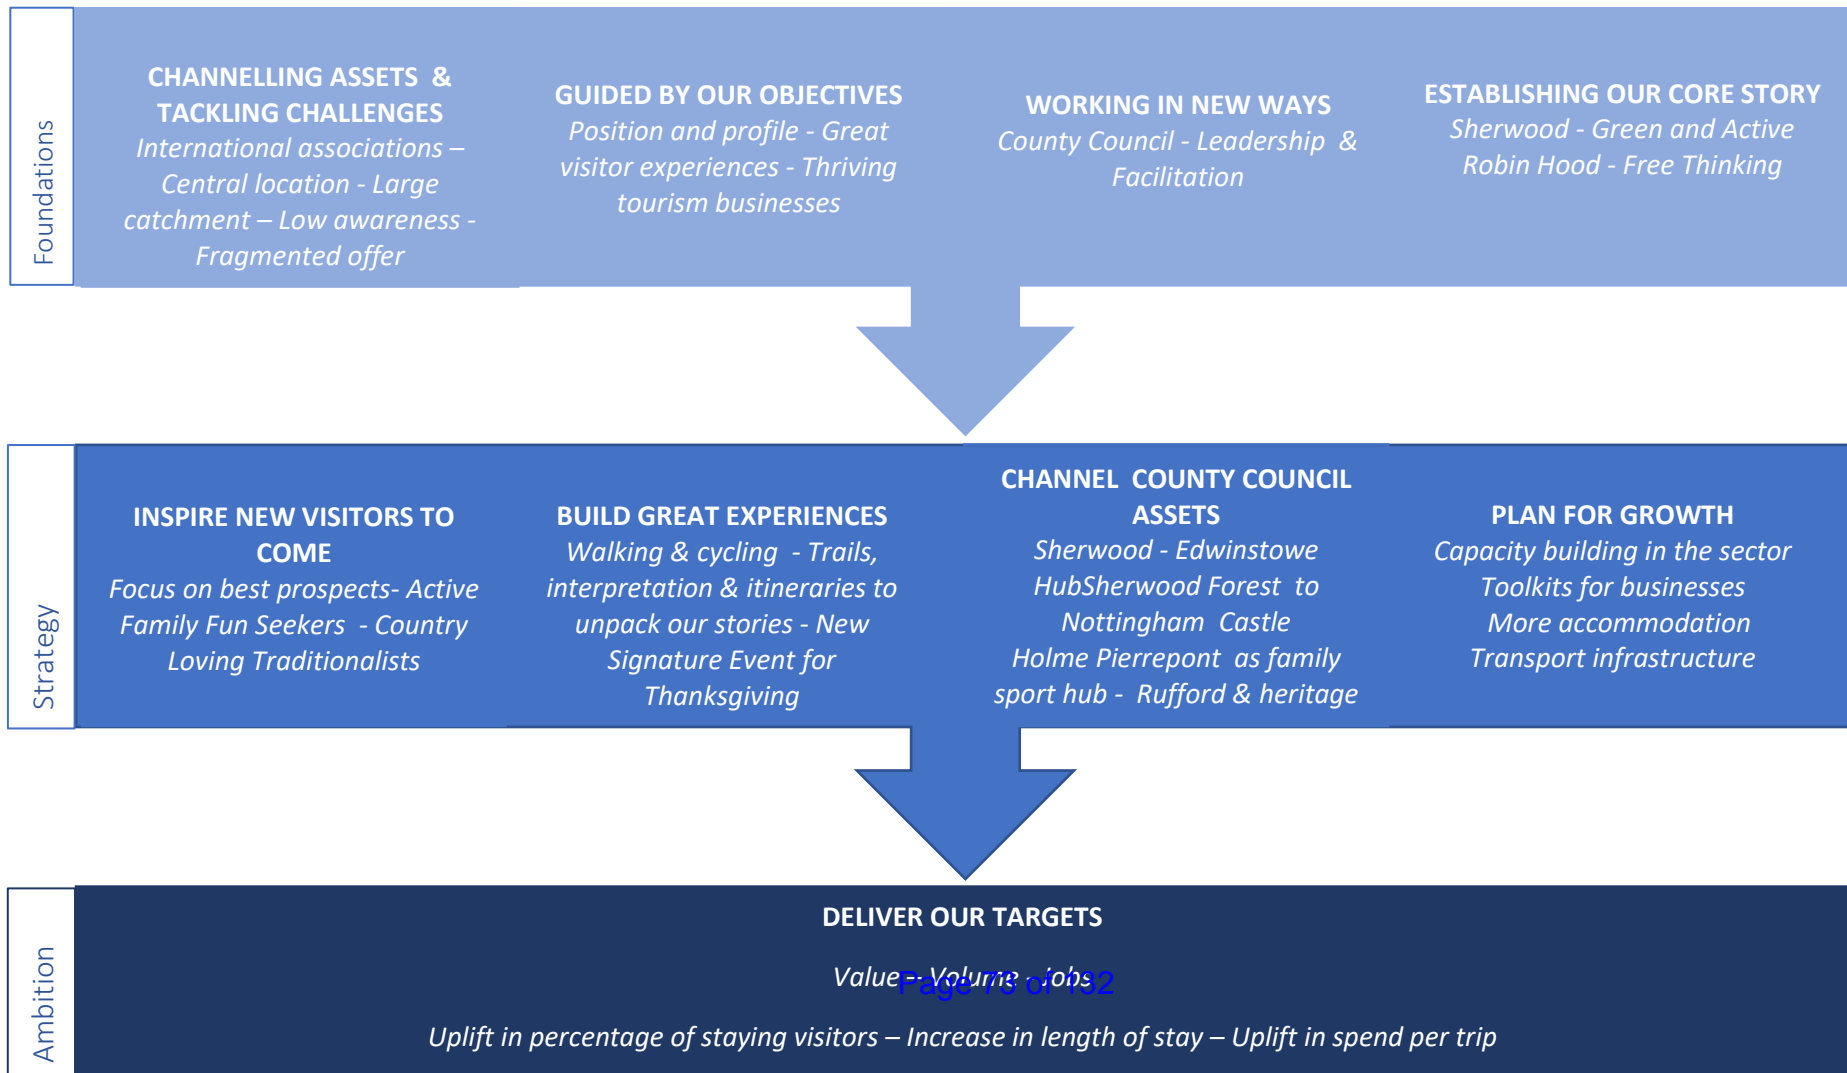 Foundations
CHANNELLING ASSETS &
TACKLING CHALLENGES
International associations –
Central location - Large
catchment – Low awareness -
Fragmented offer
GUIDED BY OUR OBJECTIVES
Position and profile - Great
visitor experiences - Thriving
tourism businesses
WORKING IN NEW WAYS
County Council - Leadership &
Facilitation
ESTABLISHING OUR CORE STORY
Sherwood - Green and Active
Robin Hood - Free Thinking
Strategy
INSPIRE NEW VISITORS TO
COME
Focus on best prospects- Active
Family Fun Seekers - Country
Loving Traditionalists
BUILD GREAT EXPERIENCES
Walking & cycling - Trails,
interpretation & itineraries to
unpack our stories - New
Signature Event for
Thanksgiving
CHANNEL COUNTY COUNCIL
ASSETS
Sherwood - Edwinstowe
HubSherwood Forest to
Nottingham Castle
Holme Pierrepont as family
sport hub - Rufford & heritage
PLAN FOR GROWTH
Capacity building in the sector
Toolkits for businesses
More accommodation
Transport infrastructure
Ambition
DELIVER OUR TARGETS
Value – Volume - Jobs
Page 73 of 132
Uplift in percentage of staying visitors – Increase in length of stay – Uplift in spend per trip